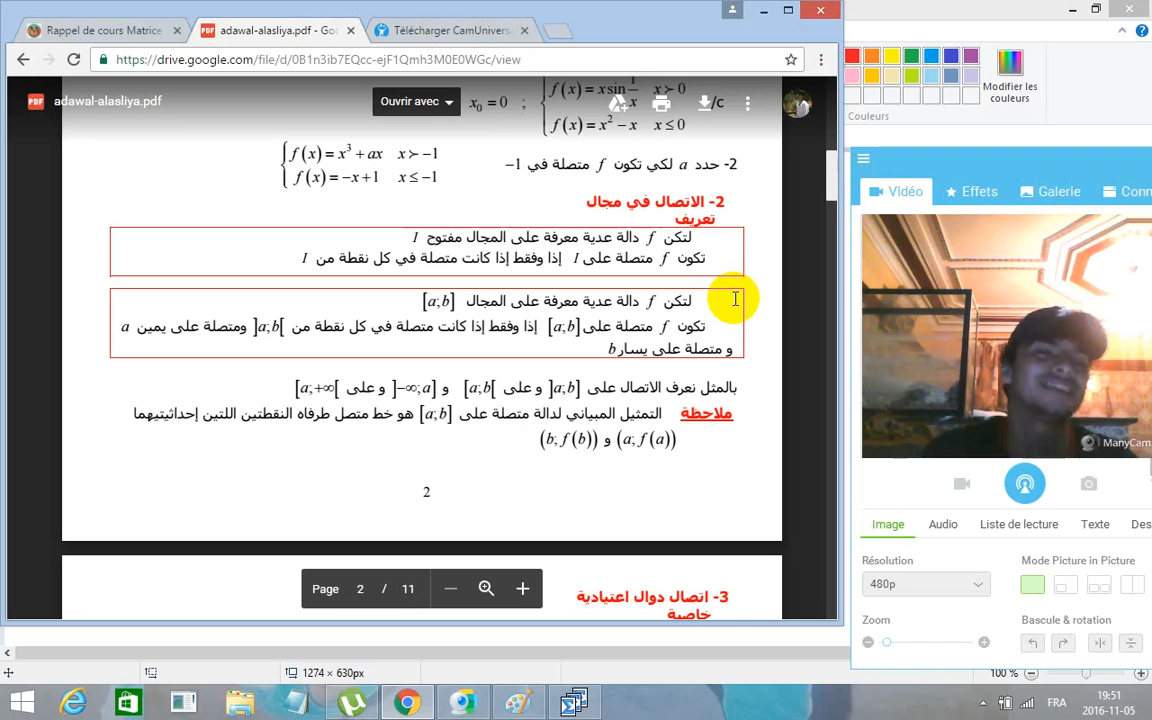 Rappel de cours Matrice
adawal-alasliya.pdf - Go
Télécharger CamUnivers
https://drive.google.com/file/d/0B1n3ib7EQcc-ejF1Qmh3M0E0WGc/view
adawal-alasliya.pdf
Ouvrir avec
x₀ = 0 ; f(x) = x sin 1/x x ≻ 0
f(x) = x² − x x ≤ 0
2- حدد a لكي تكون f متصلة في 1−
f(x) = x³ + ax x ≻ −1
f(x) = −x + 1 x ≤ −1
2- الاتصال في مجال
تعريف
لتكن f دالة عدية معرفة على المجال مفتوح I
تكون f متصلة على I إذا وفقط إذا كانت متصلة في كل نقطة من I
لتكن f دالة عدية معرفة على المجال [a;b]
تكون f متصلة على [a;b] إذا وفقط إذا كانت متصلة في كل نقطة من ]a;b[ ومتصلة على يمين a
و متصلة على يسار b
بالمثل نعرف الاتصال على ]a;b] و على [a;b[ و ]−∞;a] و على [a;+∞[
ملاحظة التمثيل المبياني لدالة متصلة على [a;b] هو خط متصل طرفاه النقطتين اللتين إحداثيتيهما
(a; f(a)) و (b; f(b))
2
Page 2 / 11
3- اتصال دوال اعتيادية
خاصية
Modifier les
couleurs
Couleurs
Vidéo
Effets
Galerie
Conn
ManyCam
Image
Audio
Liste de lecture
Texte
Des
Résolution
Mode Picture in Picture
480p
Zoom
Bascule & rotation
1274 × 630px
100 %
FRA
19:51
2016-11-05